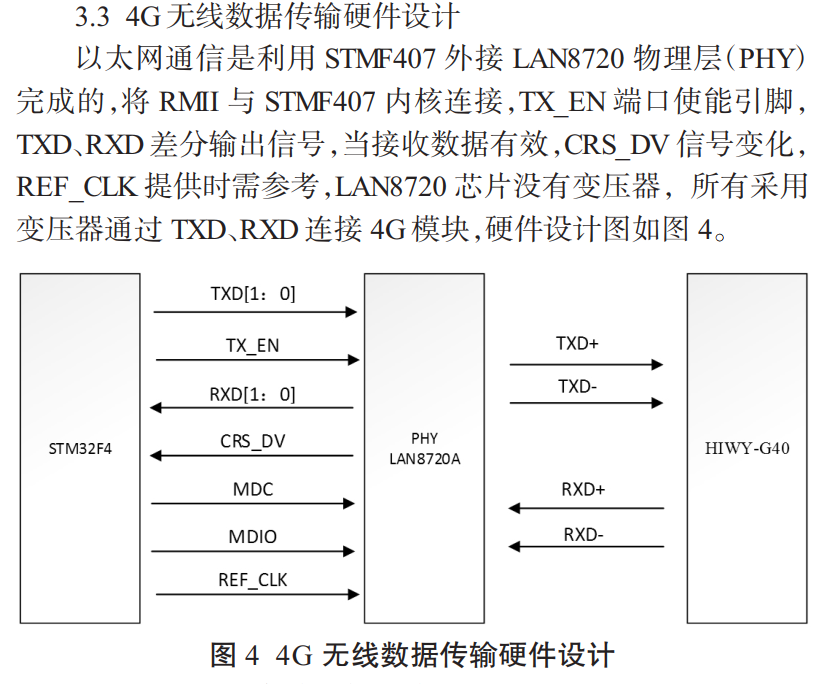 3.3 4G无线数据传输硬件设计
以太网通信是利用 STMF407 外接 LAN8720 物理层(PHY)
完成的,将 RMII 与 STMF407 内核连接,TX_EN 端口使能引脚,
TXD、RXD 差分输出信号,当接收数据有效,CRS_DV 信号变化,
REF_CLK 提供时需参考,LAN8720 芯片没有变压器，所有采用
变压器通过 TXD、RXD 连接 4G 模块,硬件设计图如图 4。
STM32F4
TXD[1：0]
TX_EN
RXD[1：0]
CRS_DV
MDC
MDIO
REF_CLK
PHY
LAN8720A
TXD+
TXD-
RXD+
RXD-
HIWY-G40
图 4 4G 无线数据传输硬件设计